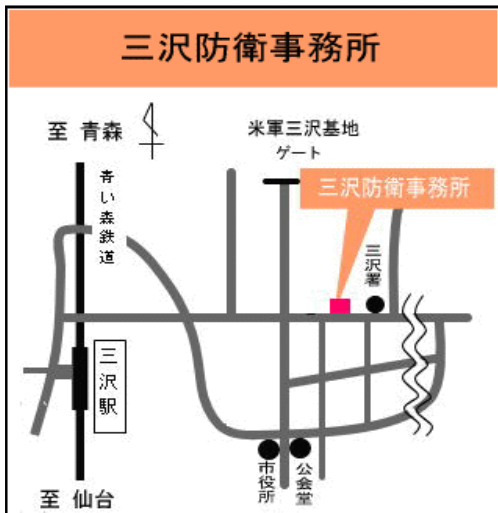 三沢防衛事務所
至 青森
米軍三沢基地
ゲート
青い森鉄道
三沢防衛事務所
三沢署
三沢駅
市役所
公会堂
至 仙台